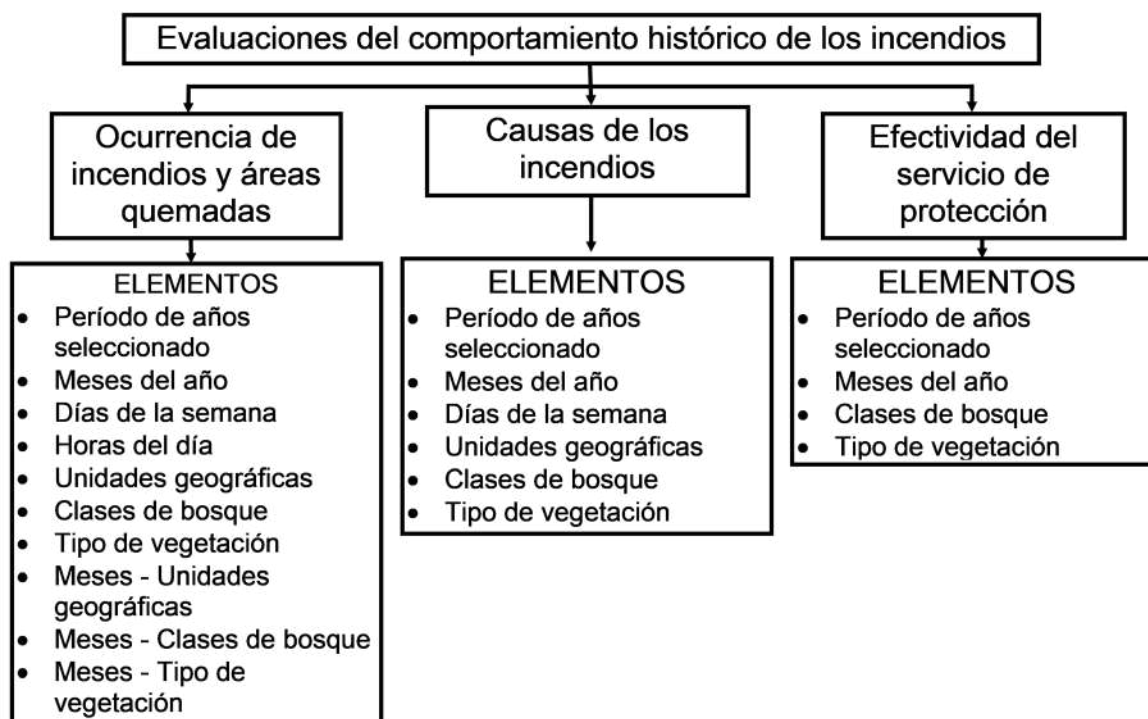 Evaluaciones del comportamiento histórico de los incendios
Ocurrencia de
incendios y áreas
quemadas
Causas de los
incendios
Efectividad del
servicio de
protección
ELEMENTOS
• Período de años
seleccionado
• Meses del año
• Días de la semana
• Horas del día
• Unidades geográficas
• Clases de bosque
• Tipo de vegetación
• Meses - Unidades
geográficas
• Meses - Clases de bosque
• Meses - Tipo de
vegetación
ELEMENTOS
• Período de años
seleccionado
• Meses del año
• Días de la semana
• Unidades geográficas
• Clases de bosque
• Tipo de vegetación
ELEMENTOS
• Período de años
seleccionado
• Meses del año
• Clases de bosque
• Tipo de vegetación